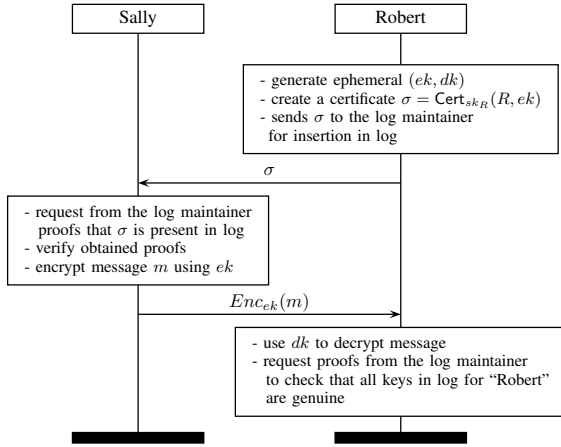 Sally
Robert
- generate ephemeral (ek, dk)
- create a certificate σ = Cert_{sk_R}(R, ek)
- sends σ to the log maintainer
for insertion in log
σ
- request from the log maintainer
proofs that σ is present in log
- verify obtained proofs
- encrypt message m using ek
Enc_{ek}(m)
- use dk to decrypt message
- request proofs from the log maintainer
to check that all keys in log for “Robert”
are genuine